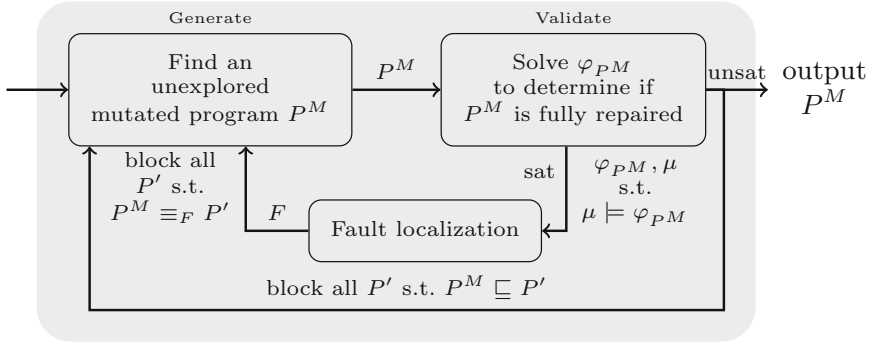 Generate
Validate
Find an
unexplored
mutated program P^M
P^M
Solve φ_{P^M}
to determine if
P^M is fully repaired
unsat
output
P^M
block all
P′ s.t.
P^M ≡_F P′
F
Fault localization
sat
φ_{P^M}, μ
s.t.
μ ⊨ φ_{P^M}
block all P′ s.t. P^M ⊑ P′